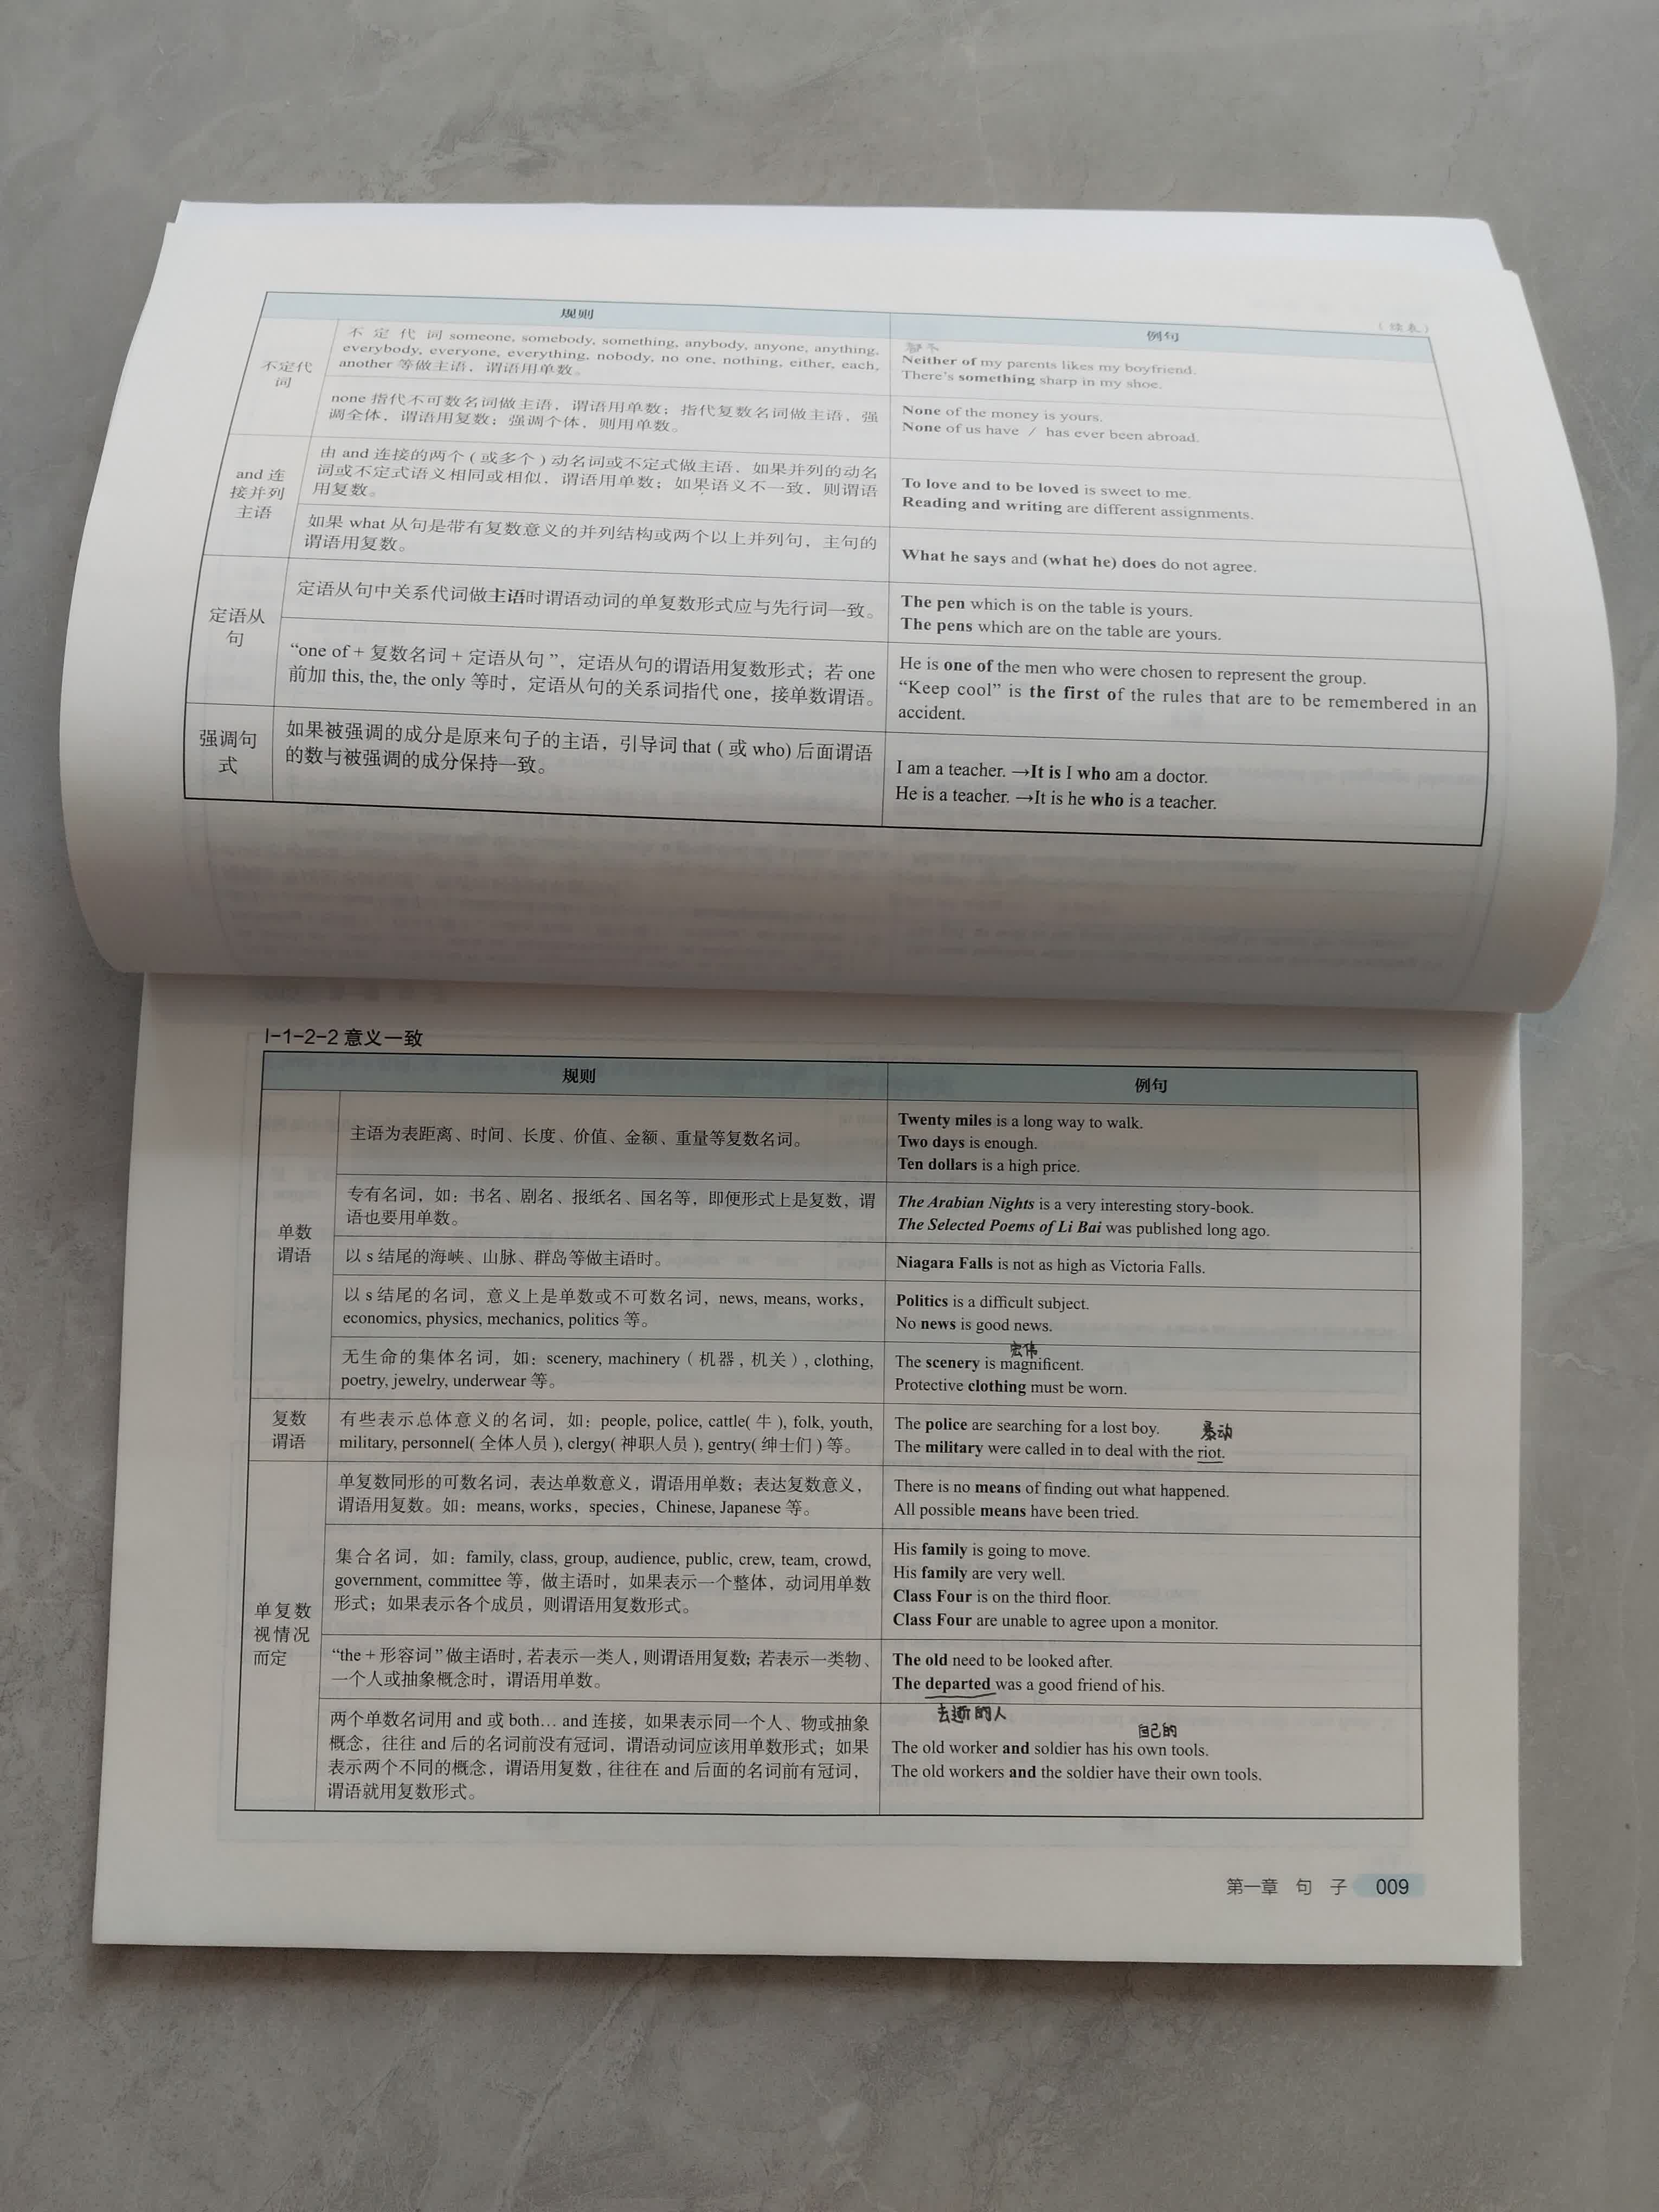 (续表)
规则
例句
不定代词
不定代词 someone, somebody, something, anybody, anyone, anything,
everybody, everyone, everything, nobody, no one, nothing, either, each,
another 等做主语，谓语用单数。
Neither of my parents likes my boyfriend.
There's something sharp in my shoe.
none 指代不可数名词做主语，谓语用单数；指代复数名词做主语，强
调全体，谓语用复数；强调个体，则用单数。
None of the money is yours.
None of us have / has ever been abroad.
and 连
接并列
主语
由 and 连接的两个（或多个）动名词或不定式做主语，如果并列的动名
词或不定式语义相同或相似，谓语用单数；如果语义不一致，则谓语
用复数。
To love and to be loved is sweet to me.
Reading and writing are different assignments.
如果 what 从句是带有复数意义的并列结构或两个以上并列句，主句的
谓语用复数。
What he says and (what he) does do not agree.
定语从
句
定语从句中关系代词做主语时谓语动词的单复数形式应与先行词一致。
The pen which is on the table is yours.
The pens which are on the table are yours.
“one of + 复数名词 + 定语从句”，定语从句的谓语用复数形式；若 one
前加 this, the, the only 等时，定语从句的关系词指代 one，接单数谓语。
He is one of the men who were chosen to represent the group.
“Keep cool” is the first of the rules that are to be remembered in an
accident.
强调句
式
如果被强调的成分是原来句子的主语，引导词 that（或 who) 后面谓语
的数与被强调的成分保持一致。
I am a teacher. →It is I who am a doctor.
He is a teacher. →It is he who is a teacher.
I-1-2-2 意义一致
规则
例句
单数
谓语
主语为表距离、时间、长度、价值、金额、重量等复数名词。
Twenty miles is a long way to walk.
Two days is enough.
Ten dollars is a high price.
专有名词，如：书名、剧名、报纸名、国名等，即便形式上是复数，谓
语也要用单数。
The Arabian Nights is a very interesting story-book.
The Selected Poems of Li Bai was published long ago.
以 s 结尾的海峡、山脉、群岛等做主语时。
Niagara Falls is not as high as Victoria Falls.
以 s 结尾的名词，意义上是单数或不可数名词，news, means, works,
economics, physics, mechanics, politics 等。
Politics is a difficult subject.
No news is good news.
无生命的集体名词，如：scenery, machinery（机器，机关）, clothing,
poetry, jewelry, underwear 等。
宏伟
The scenery is magnificent.
Protective clothing must be worn.
复数
谓语
有些表示总体意义的名词，如：people, police, cattle( 牛 ), folk, youth,
military, personnel( 全体人员 ), clergy( 神职人员 ), gentry( 绅士们 ) 等。
The police are searching for a lost boy.
暴动
The military were called in to deal with the riot.
单复数
视情况
而定
单复数同形的可数名词，表达单数意义，谓语用单数；表达复数意义，
谓语用复数。如：means, works，species，Chinese, Japanese 等。
There is no means of finding out what happened.
All possible means have been tried.
集合名词，如：family, class, group, audience, public, crew, team, crowd,
government, committee 等，做主语时，如果表示一个整体，动词用单数
形式；如果表示各个成员，则谓语用复数形式。
His family is going to move.
His family are very well.
Class Four is on the third floor.
Class Four are unable to agree upon a monitor.
“the + 形容词” 做主语时, 若表示一类人, 则谓语用复数; 若表示一类物、
一个人或抽象概念时，谓语用单数。
The old need to be looked after.
The departed was a good friend of his.
去逝的人
两个单数名词用 and 或 both... and 连接，如果表示同一个人、物或抽象
概念，往往 and 后的名词前没有冠词，谓语动词应该用单数形式；如果
表示两个不同的概念，谓语用复数，往往在 and 后面的名词前有冠词，
谓语就用复数形式。
自己的
The old worker and soldier has his own tools.
The old workers and the soldier have their own tools.
第一章 句 子 009